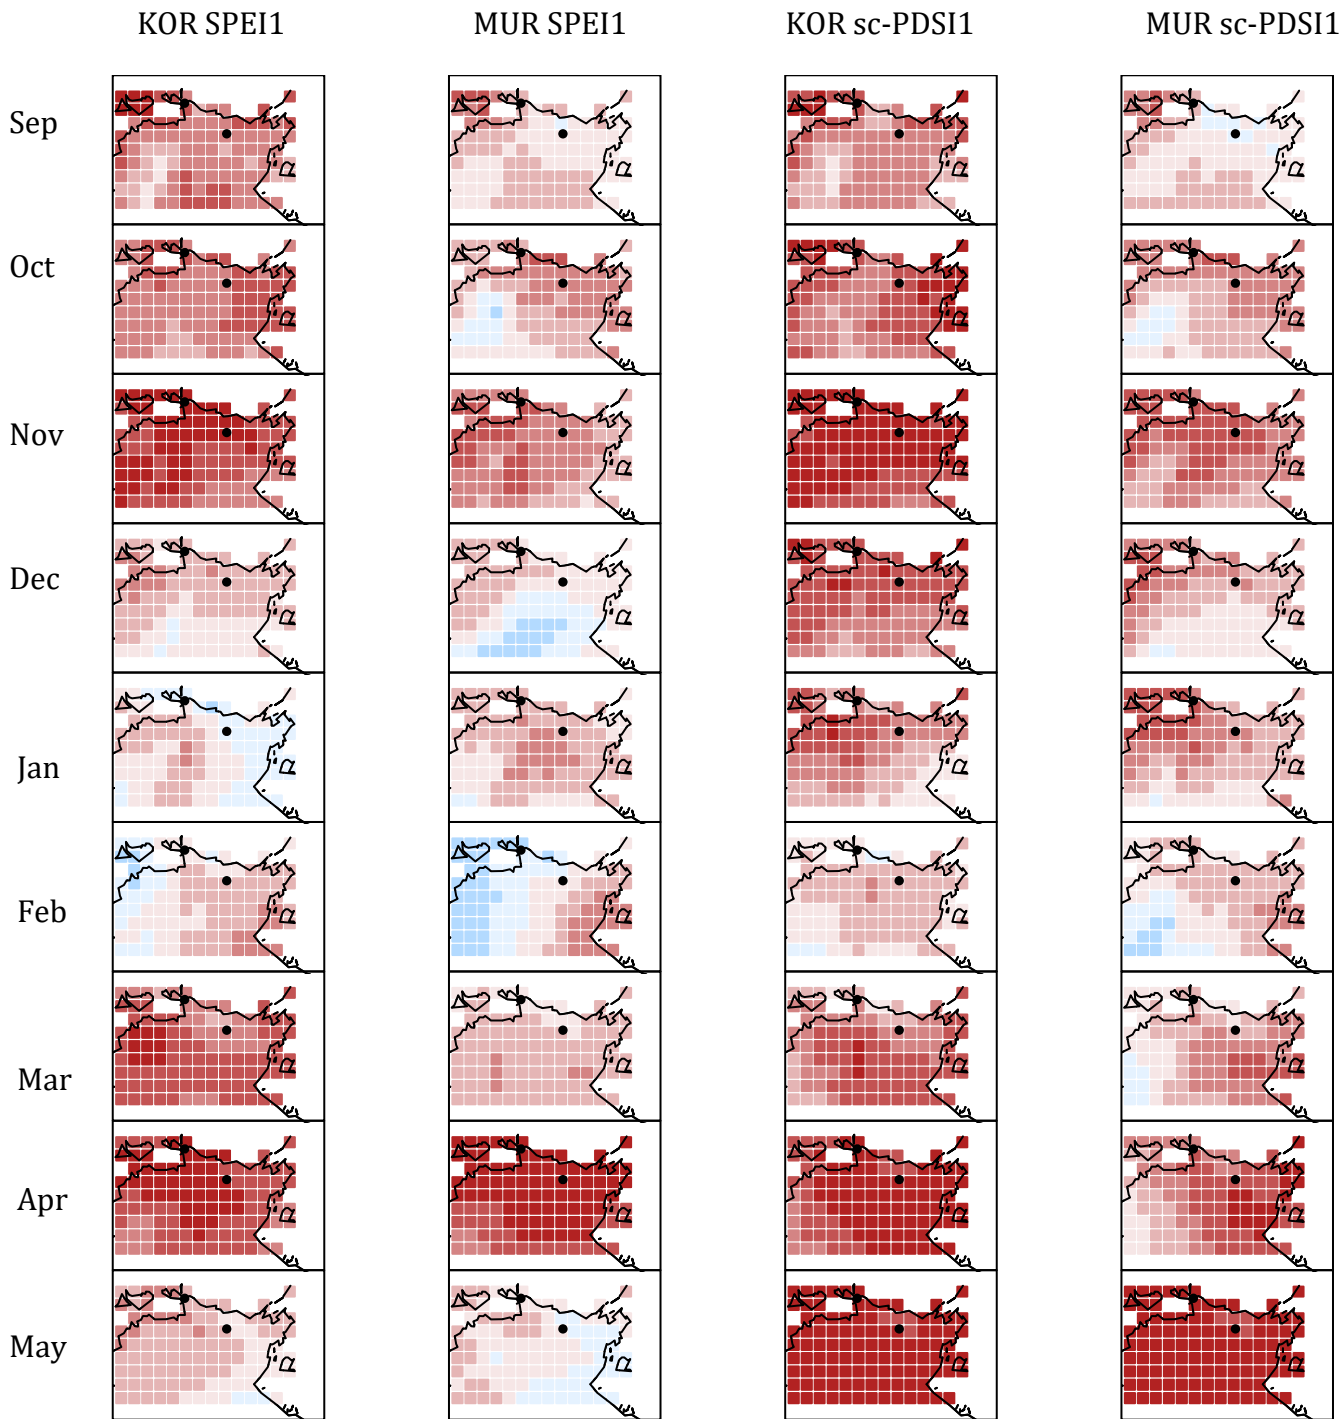 KOR SPEI1 MUR SPEI1 KOR sc-PDSI1 MUR sc-PDSI1
Sep
Oct
Nov
Dec
Jan
Feb
Mar
Apr
May